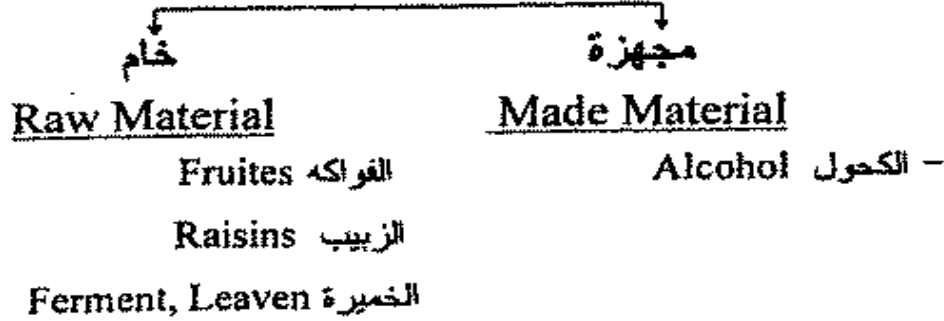 خام
مجهزة
Raw Material
Made Material
Fruites الفواكه
– الكحول Alcohol
Raisins الزبيب
Ferment, Leaven الخميرة